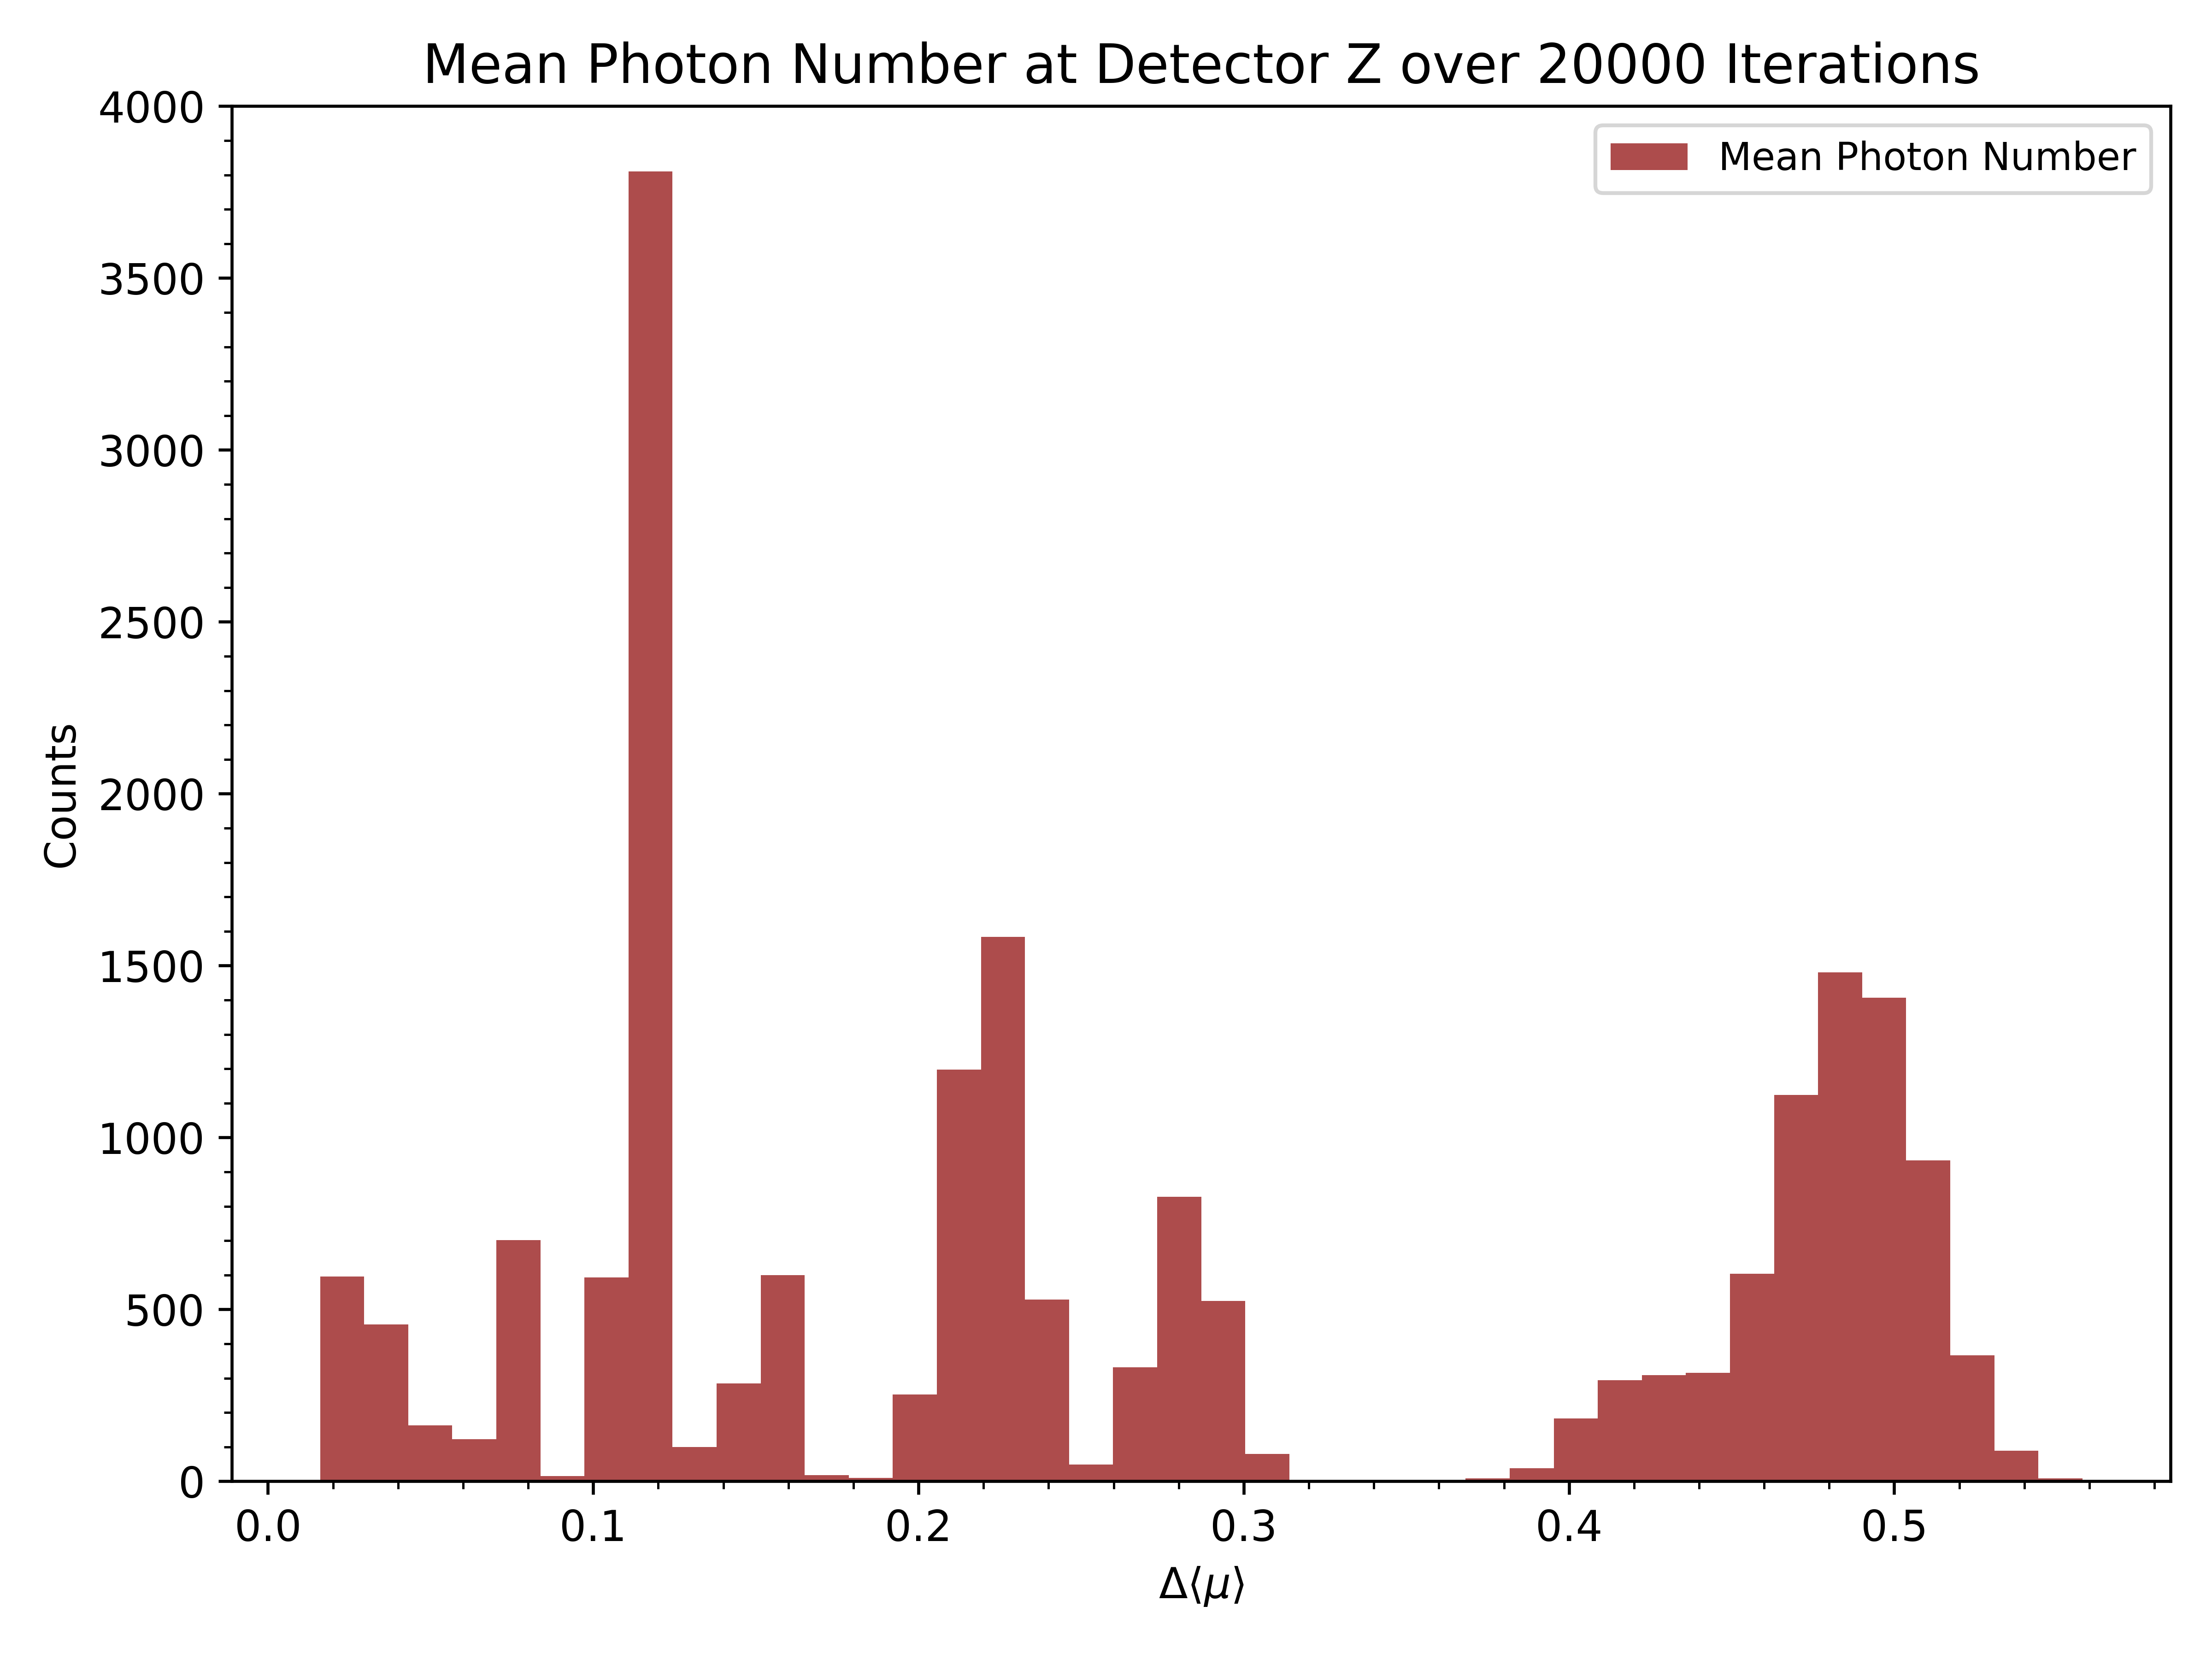 Mean Photon Number at Detector Z over 20000 Iterations
Mean Photon Number
4000
3500
3000
2500
2000
1500
1000
500
0
Counts
0.0 0.1 0.2 0.3 0.4 0.5
Δ⟨μ⟩